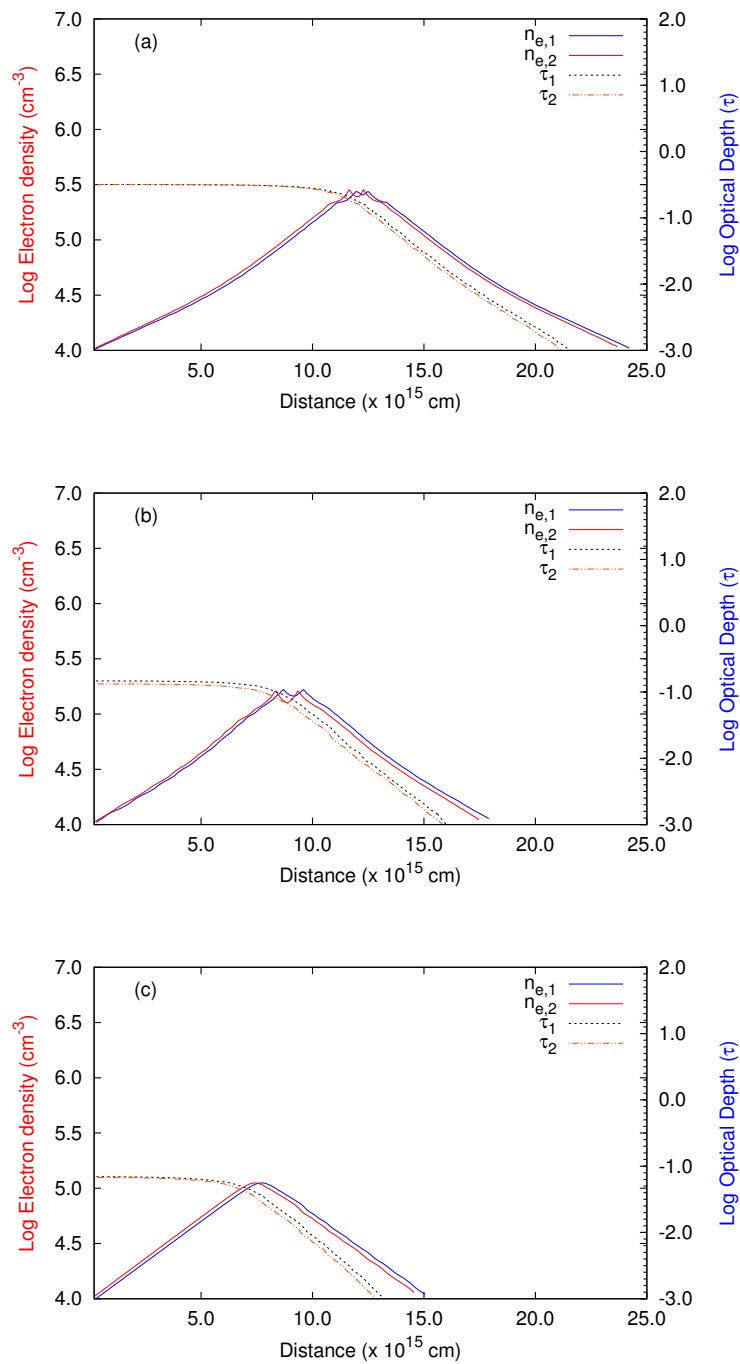 (a)
n_e,1
n_e,2
τ_1
τ_2
7.0
6.5
6.0
5.5
5.0
4.5
4.0
Log Electron density (cm^-3)
2.0
1.0
0.0
-1.0
-2.0
-3.0
Log Optical Depth (τ)
5.0 10.0 15.0 20.0 25.0
Distance (x 10^15 cm)
(b)
n_e,1
n_e,2
τ_1
τ_2
7.0
6.5
6.0
5.5
5.0
4.5
4.0
Log Electron density (cm^-3)
2.0
1.0
0.0
-1.0
-2.0
-3.0
Log Optical Depth (τ)
5.0 10.0 15.0 20.0 25.0
Distance (x 10^15 cm)
(c)
n_e,1
n_e,2
τ_1
τ_2
7.0
6.5
6.0
5.5
5.0
4.5
4.0
Log Electron density (cm^-3)
2.0
1.0
0.0
-1.0
-2.0
-3.0
Log Optical Depth (τ)
5.0 10.0 15.0 20.0 25.0
Distance (x 10^15 cm)